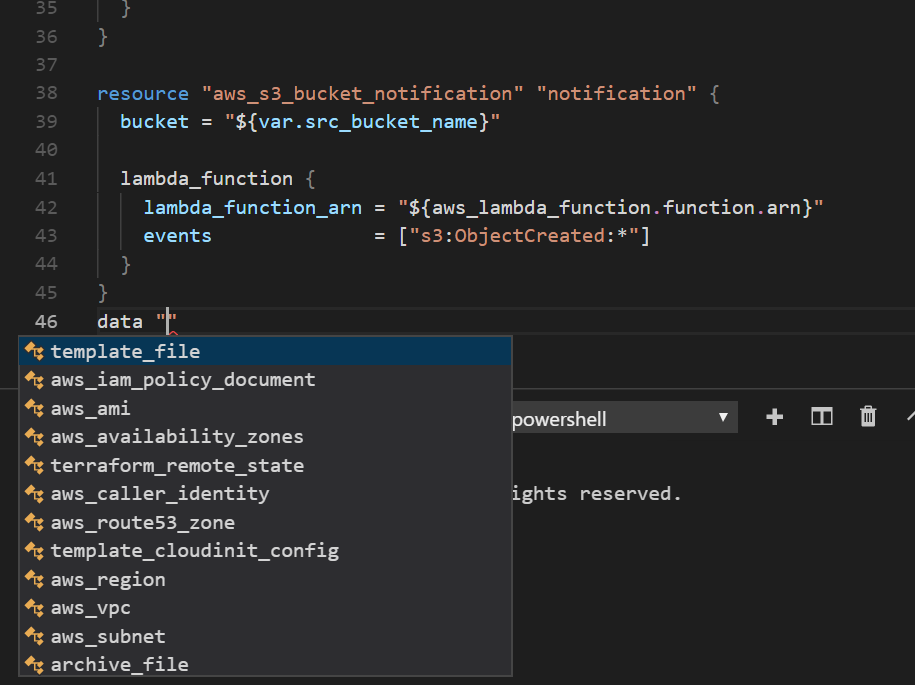 35 }
36 }
37
38 resource "aws_s3_bucket_notification" "notification" {
39 bucket = "${var.src_bucket_name}"
40
41 lambda_function {
42 lambda_function_arn = "${aws_lambda_function.function.arn}"
43 events = ["s3:ObjectCreated:*"]
44 }
45 }
46 data ""
template_file
aws_iam_policy_document
aws_ami
powershell
aws_availability_zones
terraform_remote_state
aws_caller_identity
ights reserved.
aws_route53_zone
template_cloudinit_config
aws_region
aws_vpc
aws_subnet
archive_file